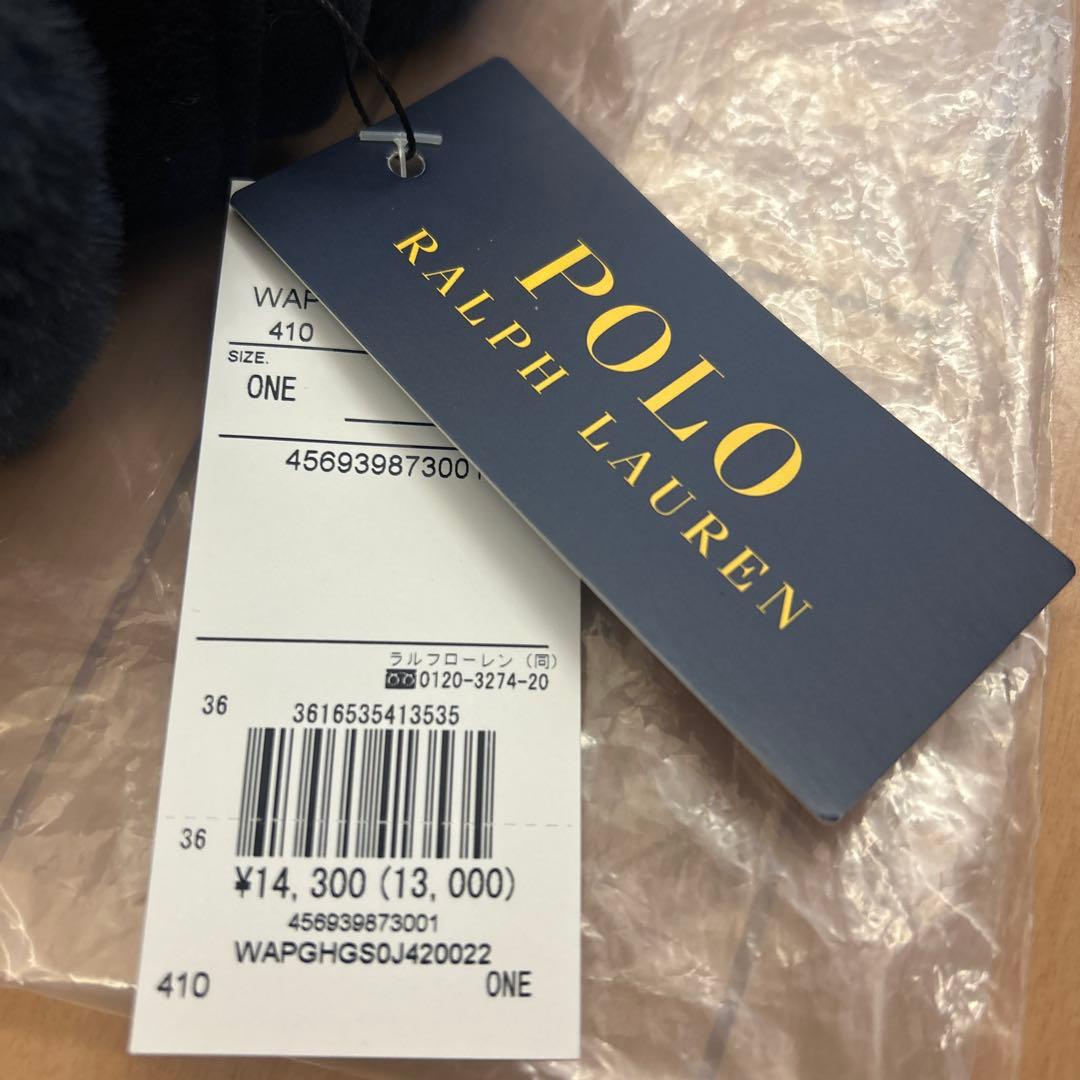 POLO
RALPH LAUREN
WAP
410
SIZE.
ONE
45693987300
ラルフローレン (同)
0120-3274-20
36
3616535413535
36
¥14,300 (13,000)
456939873001
WAPGHGS0J420022
410
ONE